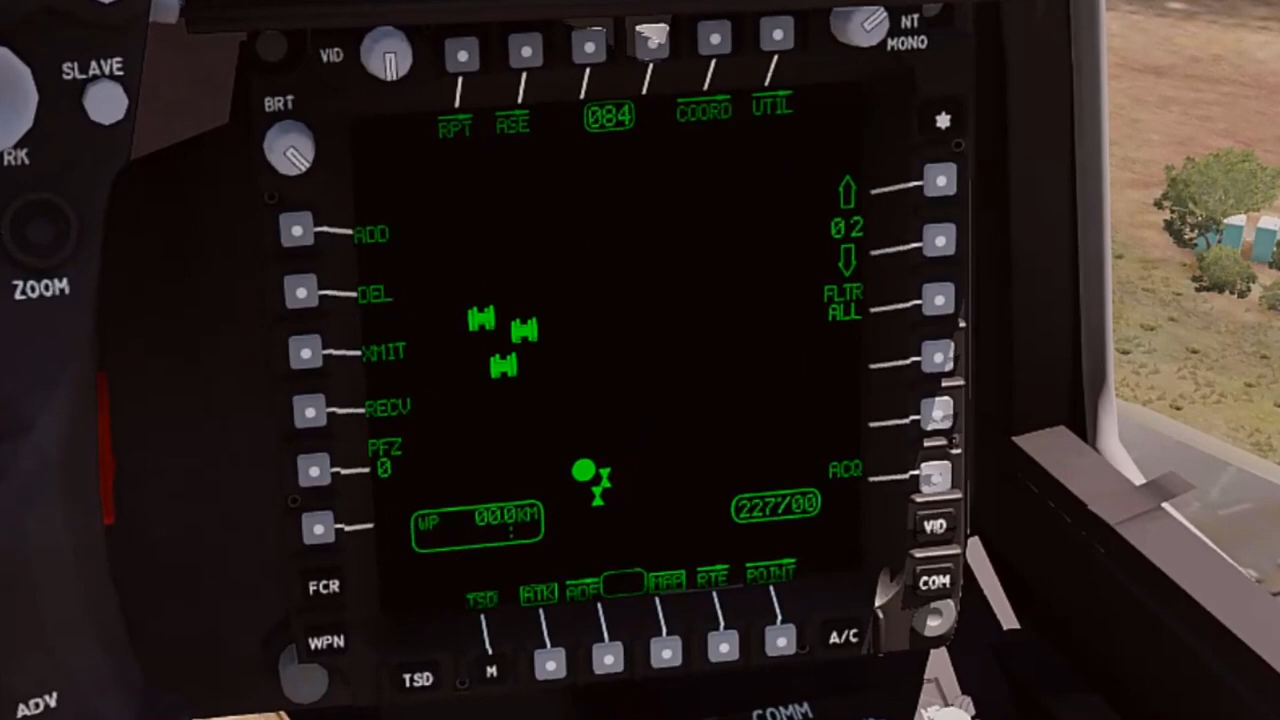 SLAVE
VID
NT
MONO
BRT
RPT
ASE
084
COORD
UTIL
RK
ZOOM
ADD
DEL
XMIT
RECV
PFZ
0
02
FLTR
ALL
ACQ
WP 00.0KM
227°/00
VID
COM
FCR
WPN
TSD
ATK
ADF
MAP
RTE
POINT
TSD
M
A/C
ADV
COMM